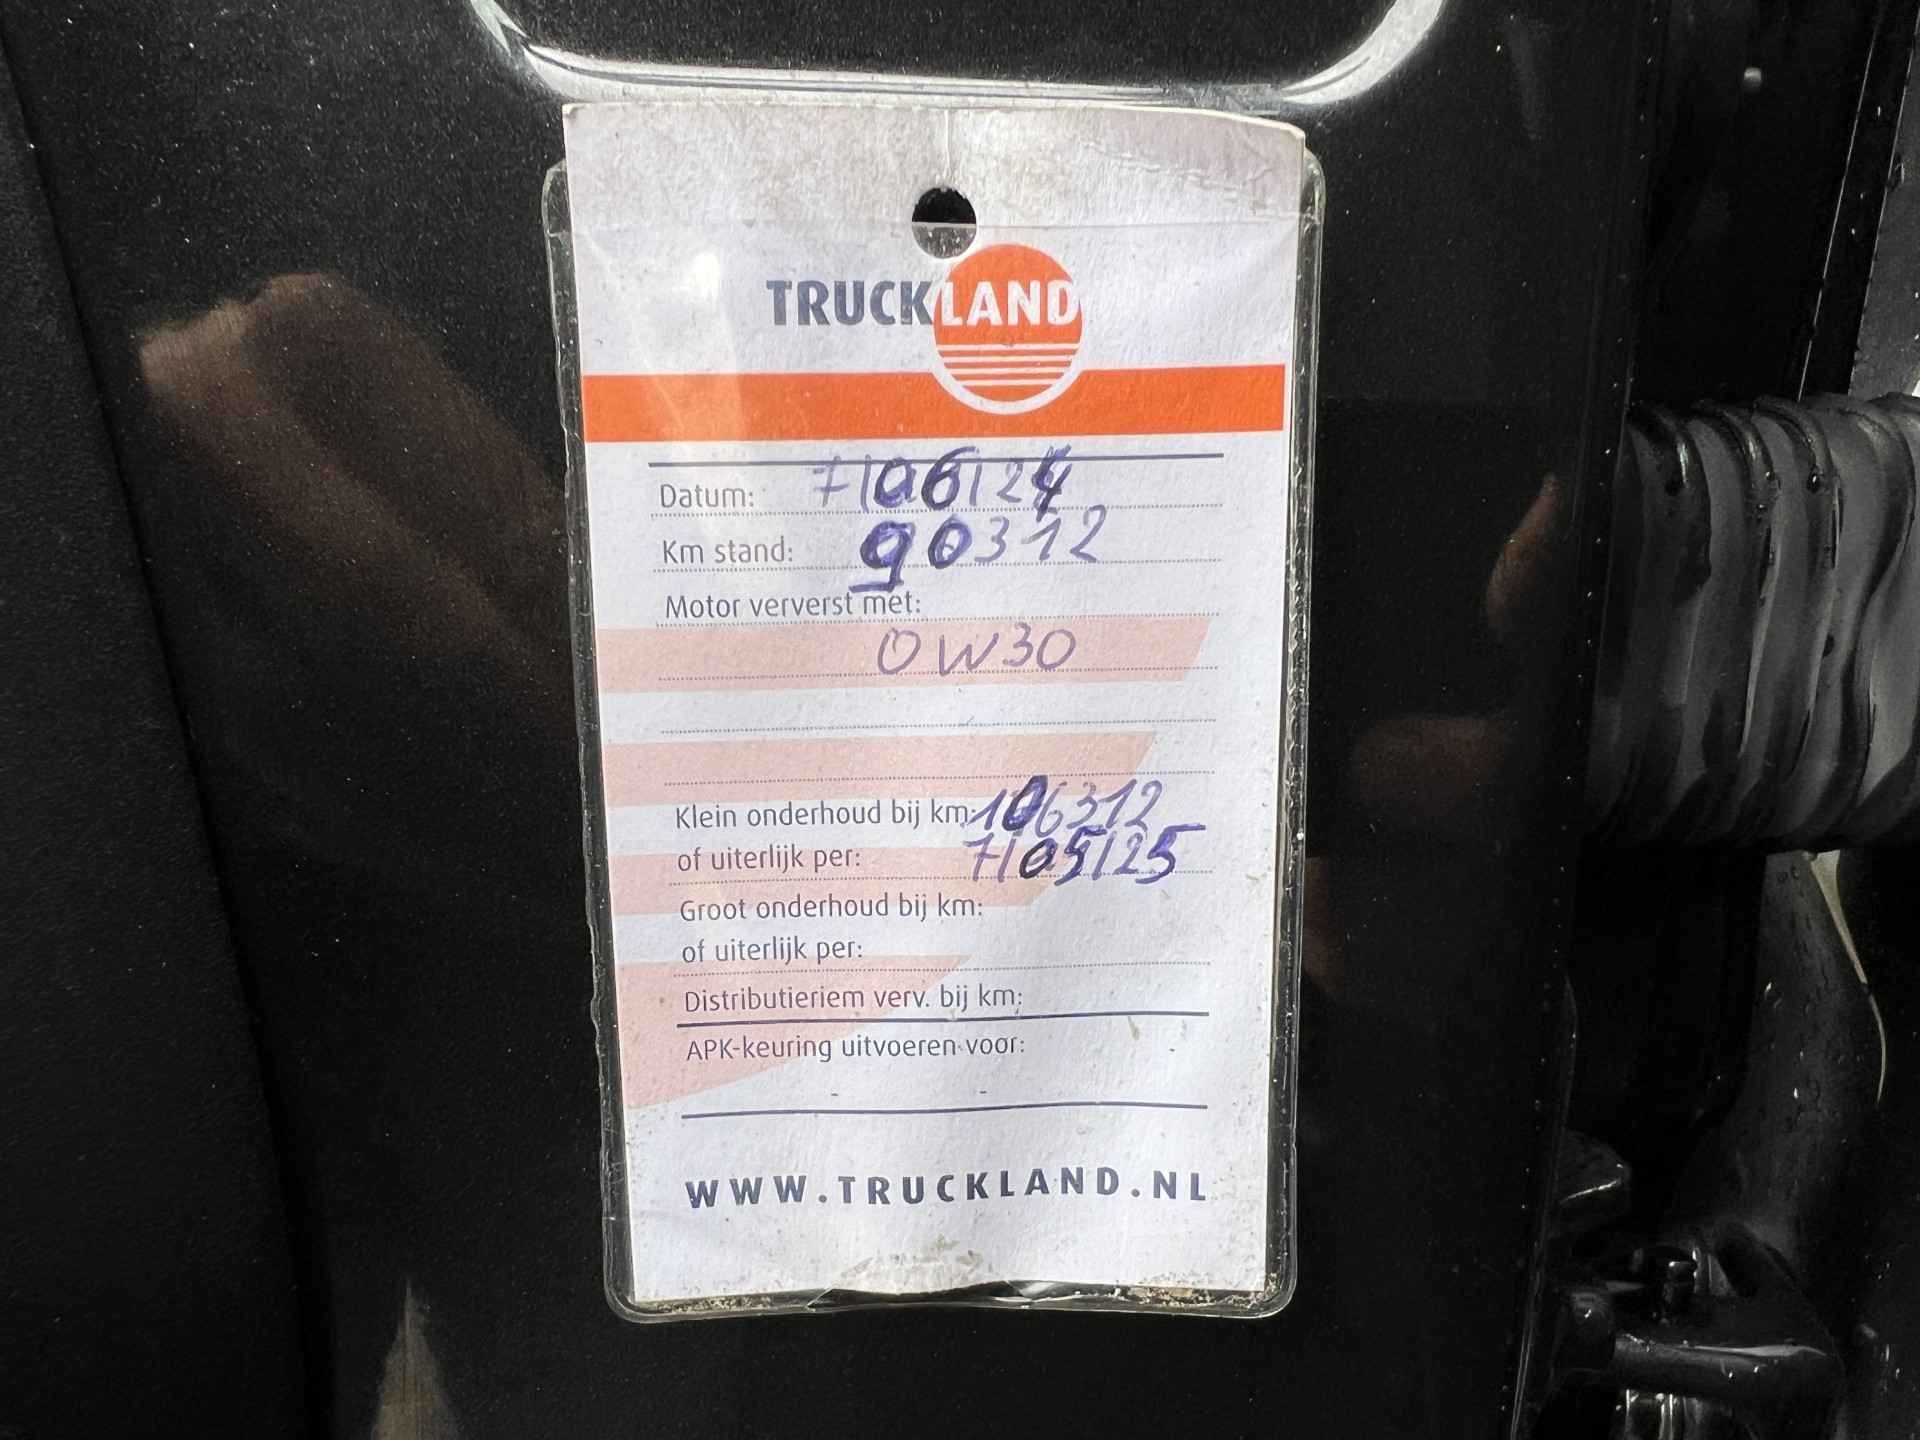 TRUCKLAND
Datum: 7/06/24
Km stand: 90312
Motor ververst met:
0W30
Klein onderhoud bij km: 106312
of uiterlijk per: 7/05/25
Groot onderhoud bij km:
of uiterlijk per:
Distributieriem verv. bij km:
APK-keuring uitvoeren voor:
- -
WWW.TRUCKLAND.NL